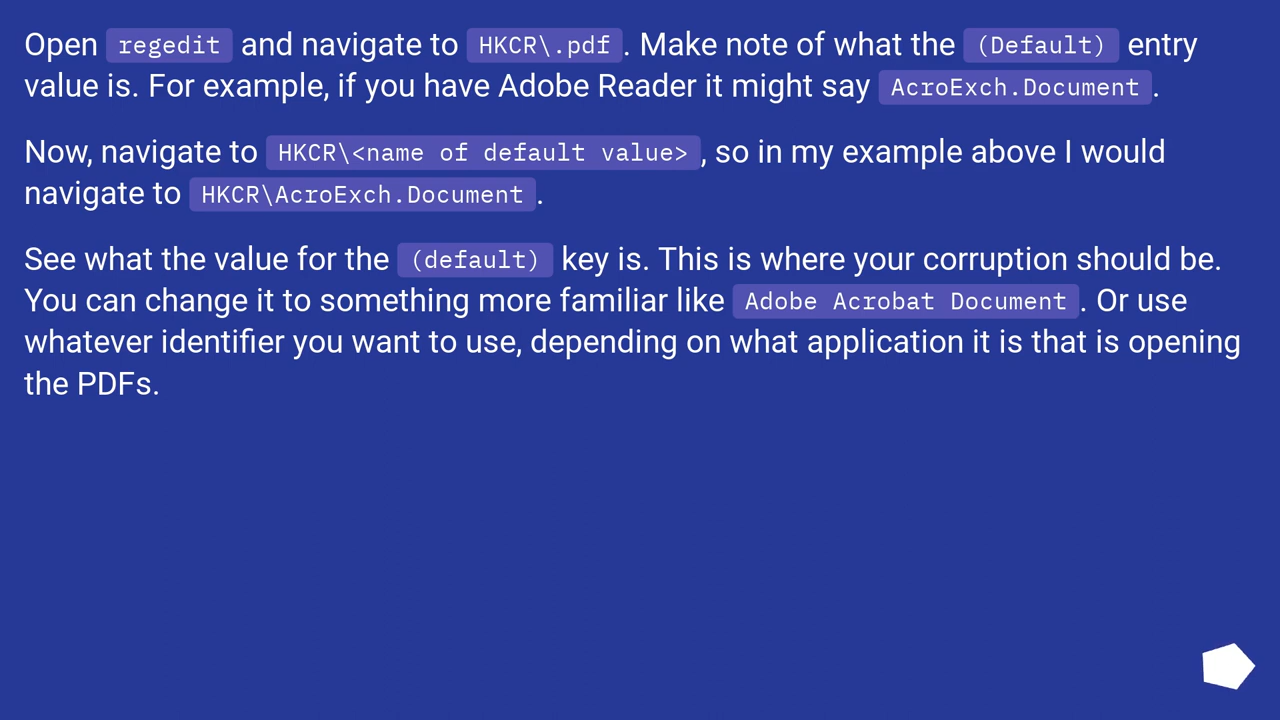 Open regedit and navigate to HKCR\.pdf. Make note of what the (Default) entry
value is. For example, if you have Adobe Reader it might say AcroExch.Document.
Now, navigate to HKCR\<name of default value>, so in my example above I would
navigate to HKCR\AcroExch.Document.
See what the value for the (default) key is. This is where your corruption should be.
You can change it to something more familiar like Adobe Acrobat Document. Or use
whatever identifier you want to use, depending on what application it is that is opening
the PDFs.